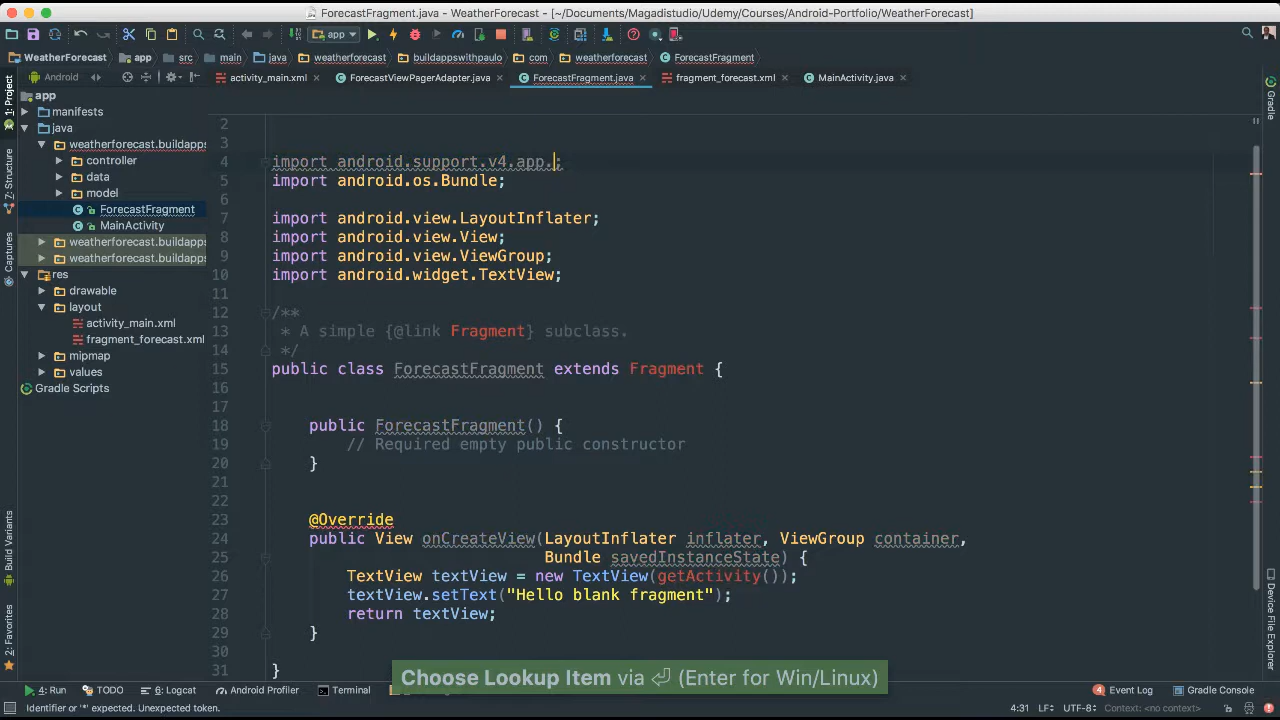 ForecastFragment.java - WeatherForecast - [~/Documents/Magadistudio/Udemy/Courses/Android-Portfolio/WeatherForecast]
app
WeatherForecast app src main java weatherforecast buildappswithpaulo com weatherforecast ForecastFragment
Android activity_main.xml ForecastViewPagerAdapter.java ForecastFragment.java fragment_forecast.xml MainActivity.java
1: Project
Z: Structure
Captures
Build Variants
2: Favorites
app
manifests
java
weatherforecast.buildapps
controller
data
model
ForecastFragment
MainActivity
weatherforecast.buildapps
weatherforecast.buildapps
res
drawable
layout
activity_main.xml
fragment_forecast.xml
mipmap
values
Gradle Scripts
2
3
4 import android.support.v4.app.;
5 import android.os.Bundle;
6
7 import android.view.LayoutInflater;
8 import android.view.View;
9 import android.view.ViewGroup;
10 import android.widget.TextView;
11
12 /**
13 * A simple {@link Fragment} subclass.
14 */
15 public class ForecastFragment extends Fragment {
16
17
18 public ForecastFragment() {
19 // Required empty public constructor
20 }
21
22
23 @Override
24 public View onCreateView(LayoutInflater inflater, ViewGroup container,
25 Bundle savedInstanceState) {
26 TextView textView = new TextView(getActivity());
27 textView.setText("Hello blank fragment");
28 return textView;
29 }
30
31 }
Gradle
Device File Explorer
Choose Lookup Item via ⏎ (Enter for Win/Linux)
4: Run TODO 6: Logcat Android Profiler Terminal 4 Event Log Gradle Console
Identifier or '*' expected. Unexpected token. 4:31 LF÷ UTF-8÷ Context: <no context>